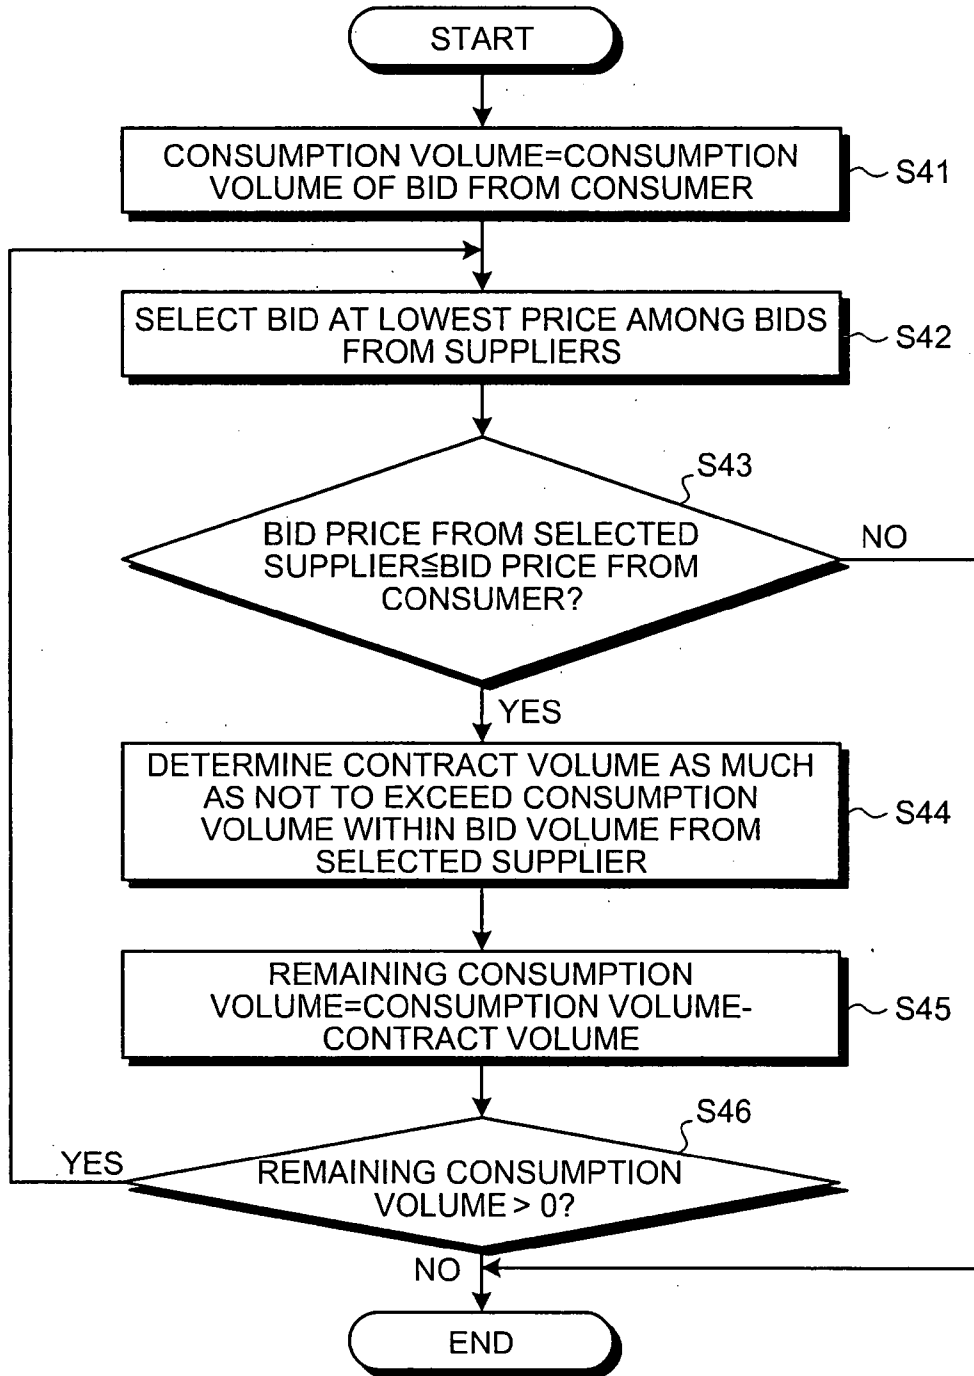 START
CONSUMPTION VOLUME=CONSUMPTION
VOLUME OF BID FROM CONSUMER
S41
SELECT BID AT LOWEST PRICE AMONG BIDS
FROM SUPPLIERS
S42
S43
BID PRICE FROM SELECTED
SUPPLIER≦BID PRICE FROM
CONSUMER?
NO
YES
DETERMINE CONTRACT VOLUME AS MUCH
AS NOT TO EXCEED CONSUMPTION
VOLUME WITHIN BID VOLUME FROM
SELECTED SUPPLIER
S44
REMAINING CONSUMPTION
VOLUME=CONSUMPTION VOLUME-
CONTRACT VOLUME
S45
S46
YES
REMAINING CONSUMPTION
VOLUME > 0?
NO
END